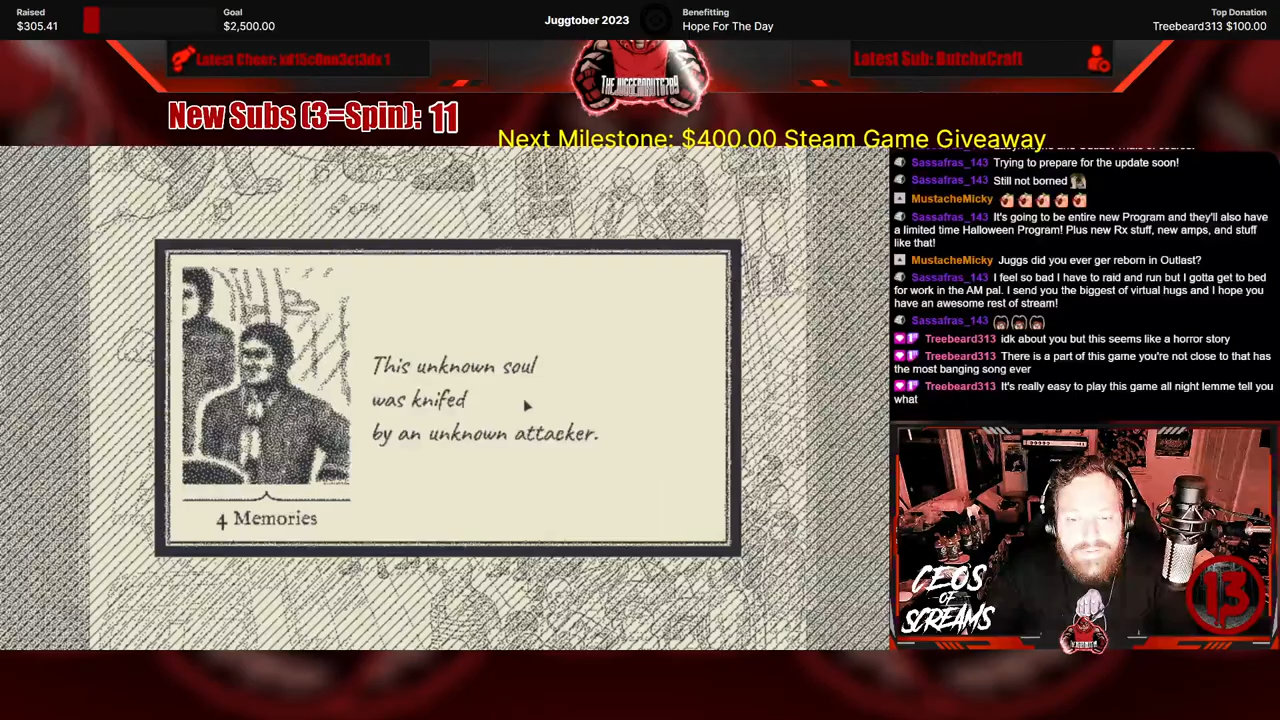 Raised
$305.41
Goal
$2,500.00
Juggtober 2023
Benefitting
Hope For The Day
Top Donation
Treebeard313 $100.00
Latest Cheer:
Latest Sub: ButchxCraft
New Subs (3=Spin): 11
Next Milestone: $400.00 Steam Game Giveaway
Sassafras_143 Trying to prepare for the update soon!
Sassafras_143 Still not borned
MustacheMicky
Sassafras_143 It's going to be entire new Program and they'll also have
a limited time Halloween Program! Plus new Rx stuff, new amps, and stuff
like that!
MustacheMicky Juggs did you ever ger reborn in Outlast?
Sassafras_143 I feel so bad I have to raid and run but I gotta get to bed
for work in the AM pal. I send you the biggest of virtual hugs and I hope you
have an awesome rest of stream!
Sassafras_143
Treebeard313 idk about you but this seems like a horror story
Treebeard313 There is a part of this game you're not close to that has
the most banging song ever
Treebeard313 It's really easy to play this game all night lemme tell you
what
This unknown soul
was knifed
by an unknown attacker.
4 Memories
CEOS
OF
SCREAMS
13